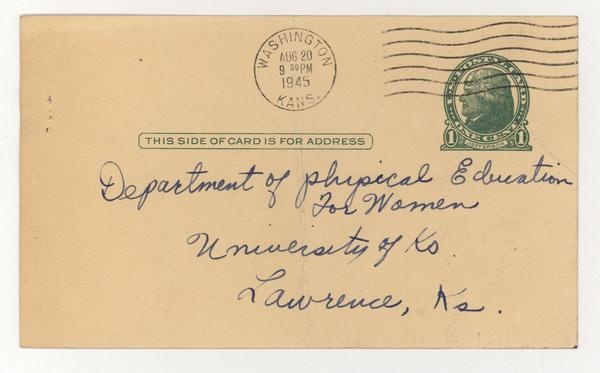 WASHINGTON
AUG 20
9 30 PM
1945
KANS.
1 JEFFERSON 1
THIS SIDE OF CARD IS FOR ADDRESS
Department of physical Education
For Women
University of Ks.
Lawrence, Ks.